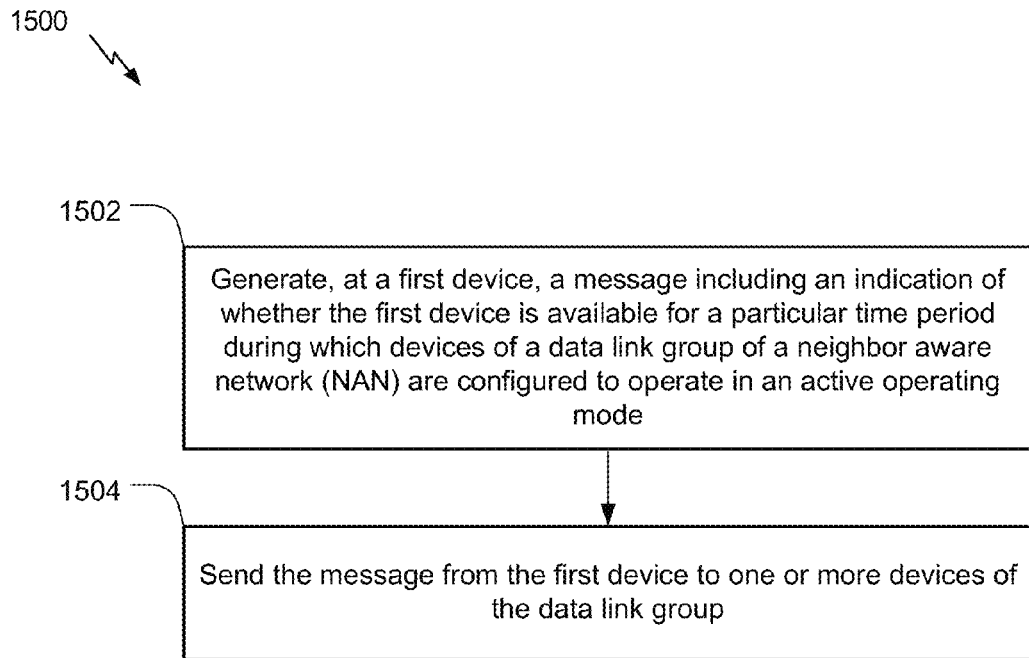 1500
1502
Generate, at a first device, a message including an indication of
whether the first device is available for a particular time period
during which devices of a data link group of a neighbor aware
network (NAN) are configured to operate in an active operating
mode
1504
Send the message from the first device to one or more devices of
the data link group